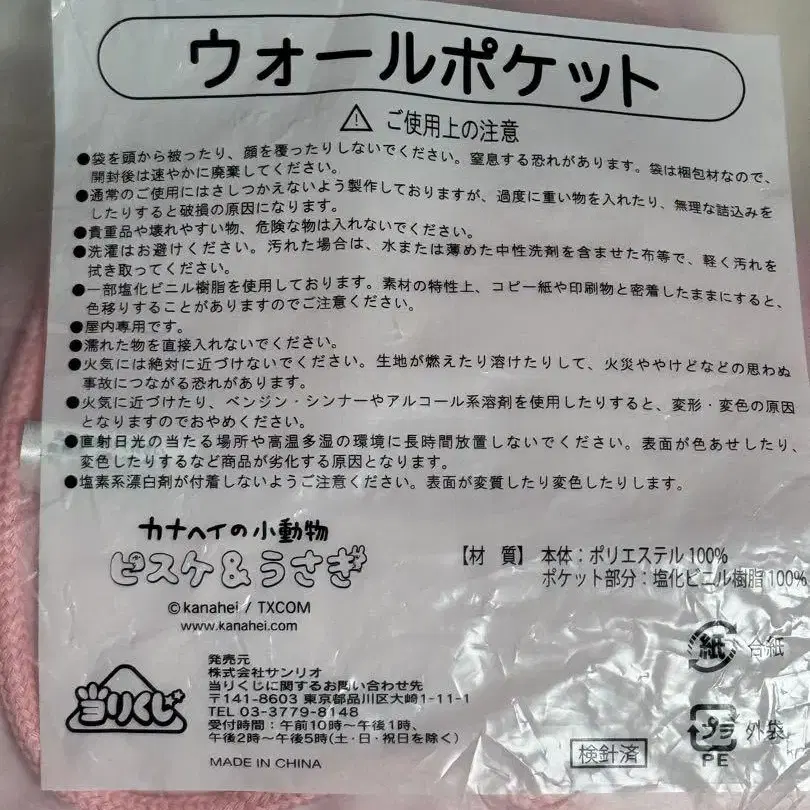 ウォールポケット
⚠ ご使用上の注意
●袋を頭から被ったり、顔を覆ったりしないでください。窒息する恐れがあります。袋は梱包材なので、
開封後は速やかに廃棄してください。
●通常のご使用にはさしつかえないよう製作しておりますが、過度に重い物を入れたり、無理な詰込みを
したりすると破損の原因になります。
●貴重品や壊れやすい物、危険な物は入れないでください。
●洗濯はお避けください。汚れた場合は、水または薄めた中性洗剤を含ませた布等で、軽く汚れを
拭き取ってください。
●一部塩化ビニル樹脂を使用しております。素材の特性上、コピー紙や印刷物と密着したままにすると、
色移りすることがありますのでご注意ください。
●屋内専用です。
●濡れた物を直接入れないでください。
●火気には絶対に近づけないでください。生地が燃えたり溶けたりして、火災ややけどなどの思わぬ
事故につながる恐れがあります。
●火気に近づけたり、ベンジン・シンナーやアルコール系溶剤を使用したりすると、変形・変色の原因
となりますのでおやめください。
●直射日光の当たる場所や高温多湿の環境に長時間放置しないでください。表面が色あせしたり、
変色したりするなど商品が劣化する原因となります。
●塩素系漂白剤が付着しないようご注意ください。表面が変質したり変色したりします。
カナヘイの小動物
ピスケ&うさぎ
©kanahei / TXCOM
www.kanahei.com
【材 質】 本体:ポリエステル100%
ポケット部分:塩化ビニル樹脂100%
当りくじ
発売元
株式会社サンリオ
当りくじに関するお問い合わせ先
〒141-8603 東京都品川区大崎1-11-1
TEL 03-3779-8148
受付時間:午前10時〜午後1時、
午後2時〜午後5時(土・日・祝日を除く)
MADE IN CHINA
検針済
紙 台紙
プラ 外袋
PE